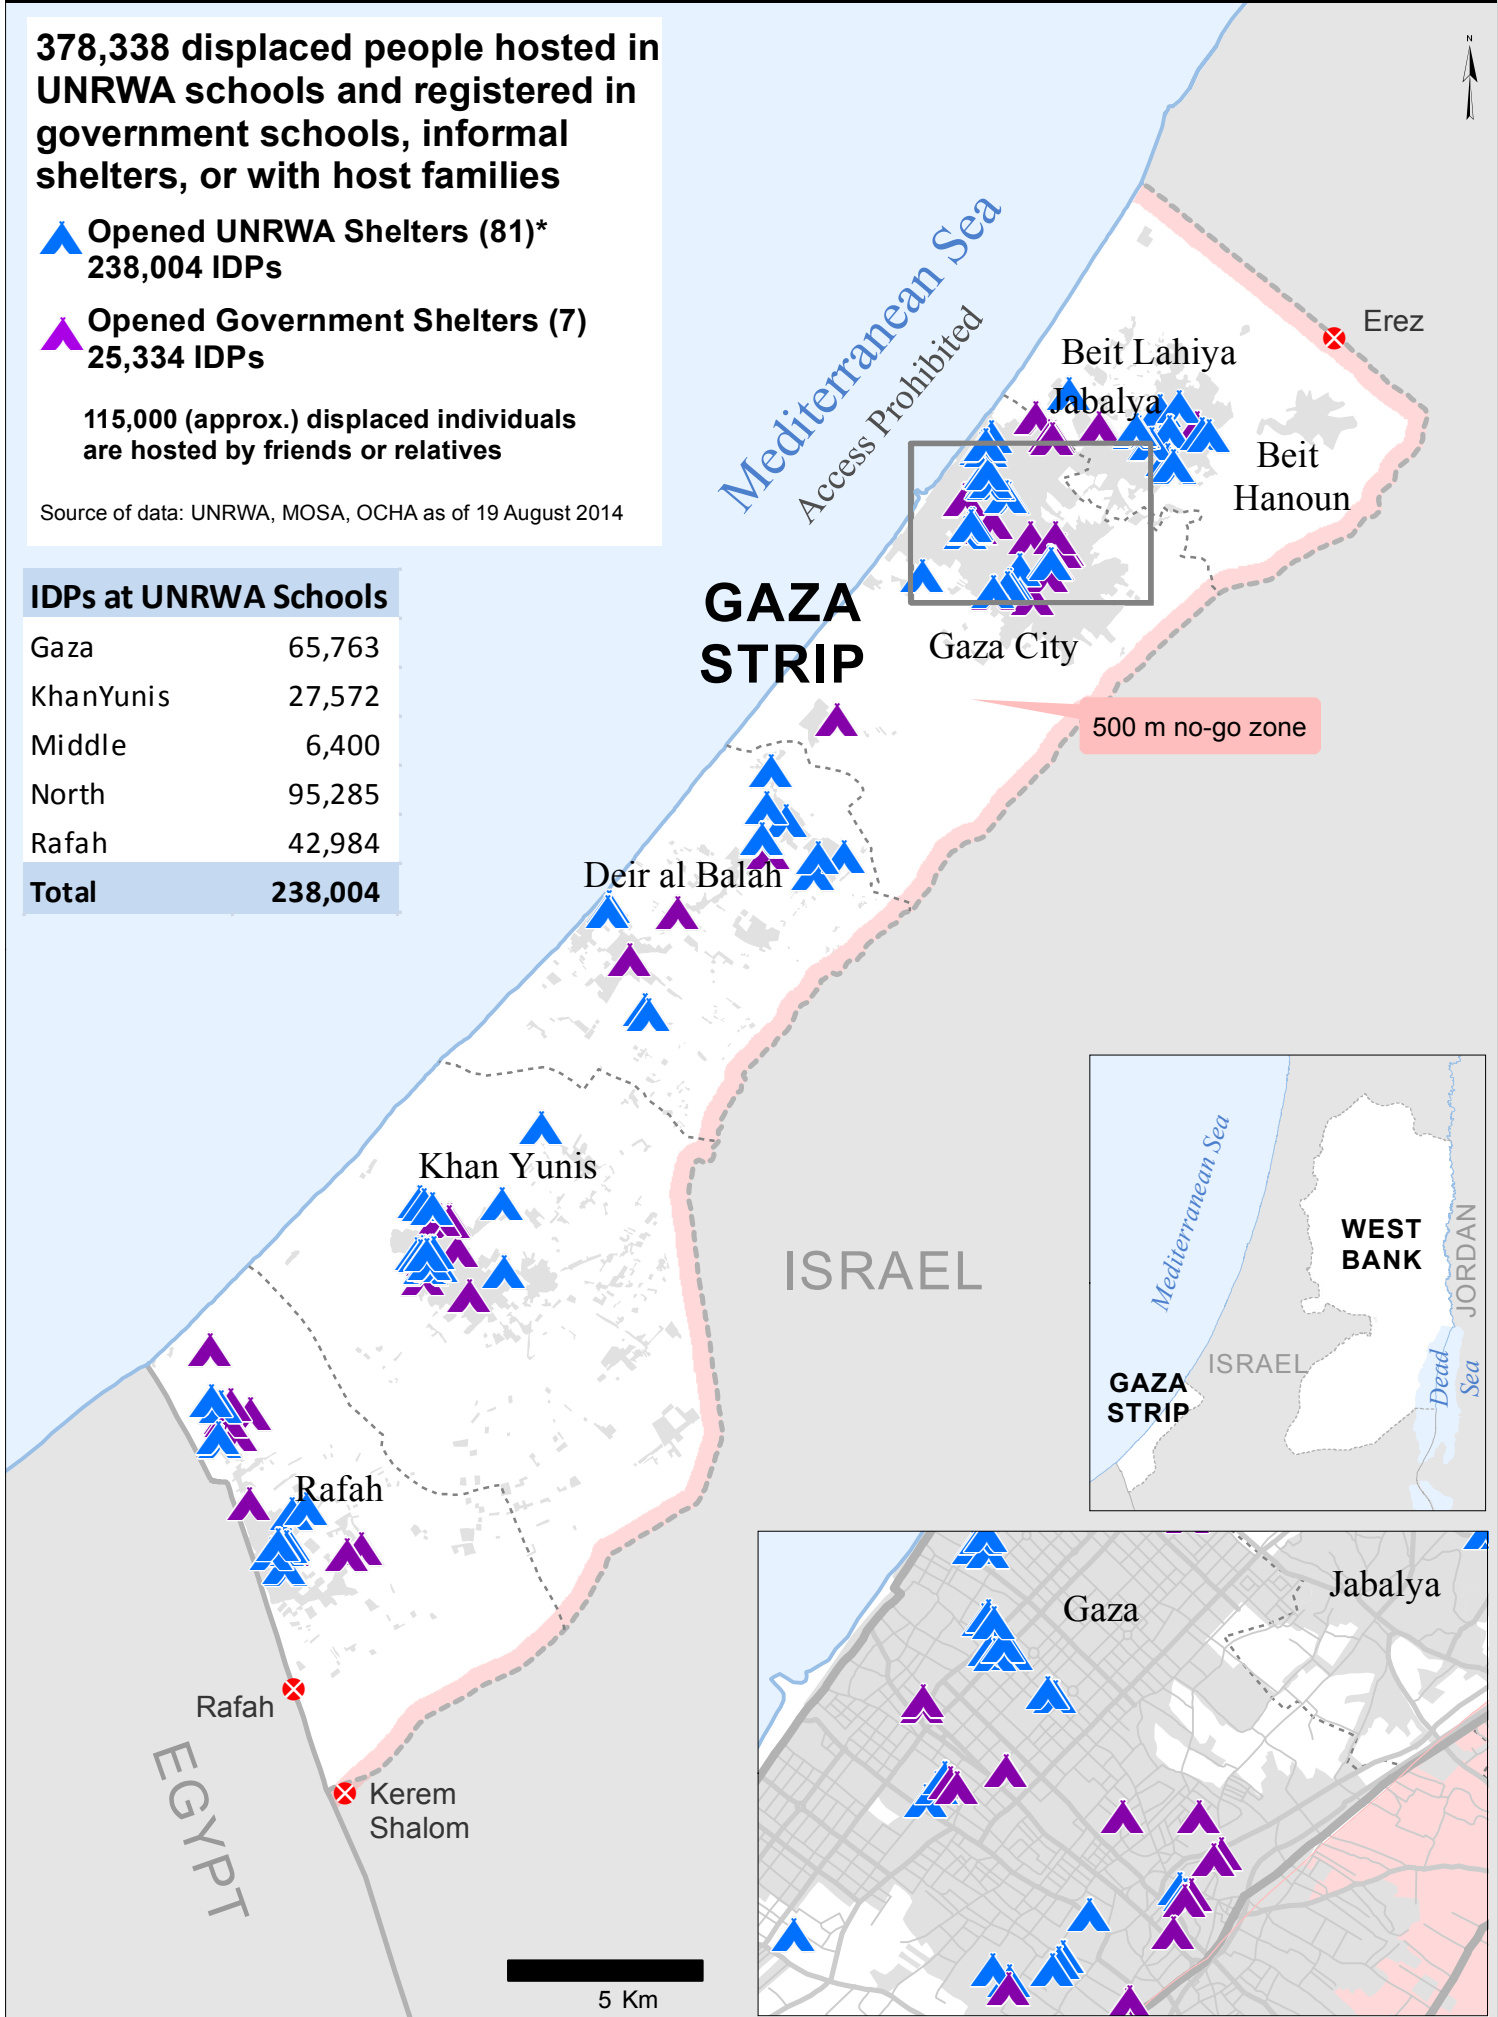 378,338 displaced people hosted in
UNRWA schools and registered in
government schools, informal
shelters, or with host families
Opened UNRWA Shelters (81)*
238,004 IDPs
Opened Government Shelters (7)
25,334 IDPs
115,000 (approx.) displaced individuals
are hosted by friends or relatives
Source of data: UNRWA, MOSA, OCHA as of 19 August 2014
IDPs at UNRWA Schools
Gaza 65,763
KhanYunis 27,572
Middle 6,400
North 95,285
Rafah 42,984
Total 238,004
N
Mediterranean Sea
Access Prohibited
Erez
Beit Lahiya
Jabalya
Beit
Hanoun
GAZA
STRIP
Gaza City
500 m no-go zone
Deir al Balah
Khan Yunis
ISRAEL
Rafah
Rafah
Kerem
Shalom
EGYPT
5 Km
Mediterranean Sea
WEST
BANK
JORDAN
ISRAEL
Dead
Sea
GAZA
STRIP
Gaza
Jabalya